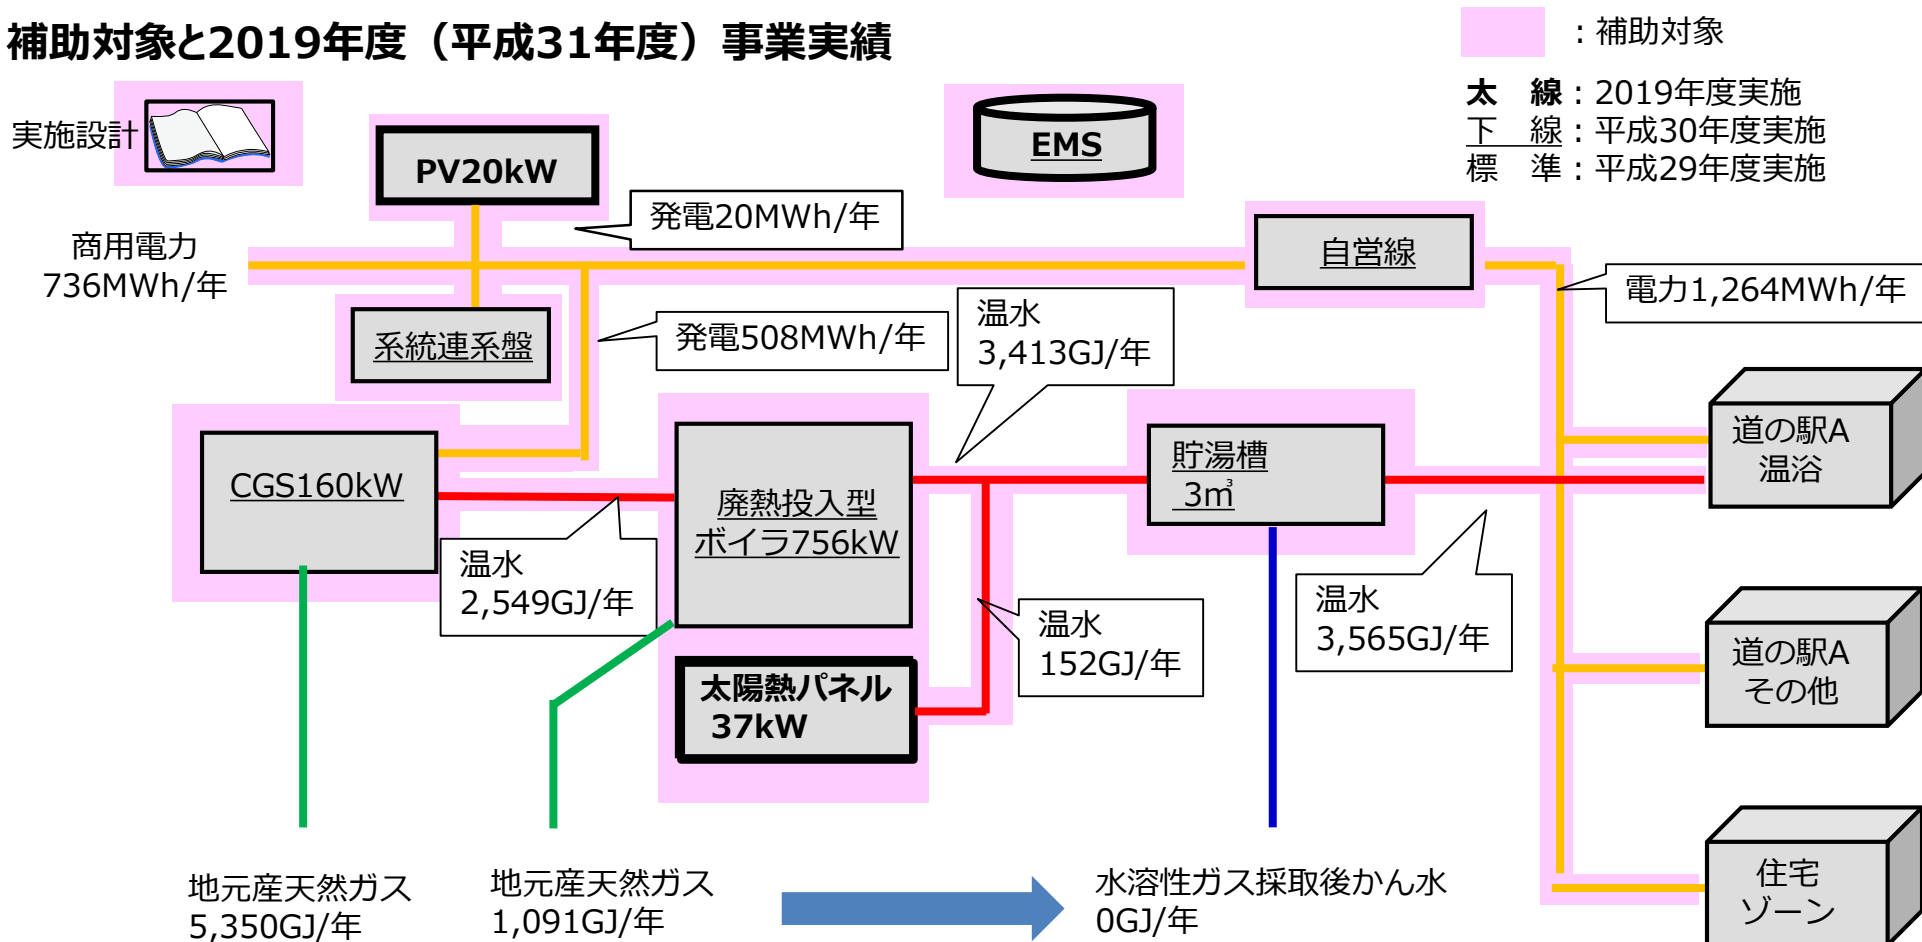 補助対象と2019年度（平成31年度）事業実績
：補助対象
太　線：2019年度実施
下　線：平成30年度実施
標　準：平成29年度実施
実施設計
PV20kW
EMS
発電20MWh/年
商用電力
736MWh/年
自営線
電力1,264MWh/年
系統連系盤
発電508MWh/年
温水
3,413GJ/年
CGS160kW
廃熱投入型
ボイラ756kW
貯湯槽
3㎥
道の駅A
温浴
温水
2,549GJ/年
温水
152GJ/年
温水
3,565GJ/年
太陽熱パネル
37kW
道の駅A
その他
地元産天然ガス
5,350GJ/年
地元産天然ガス
1,091GJ/年
水溶性ガス採取後かん水
0GJ/年
住宅
ゾーン